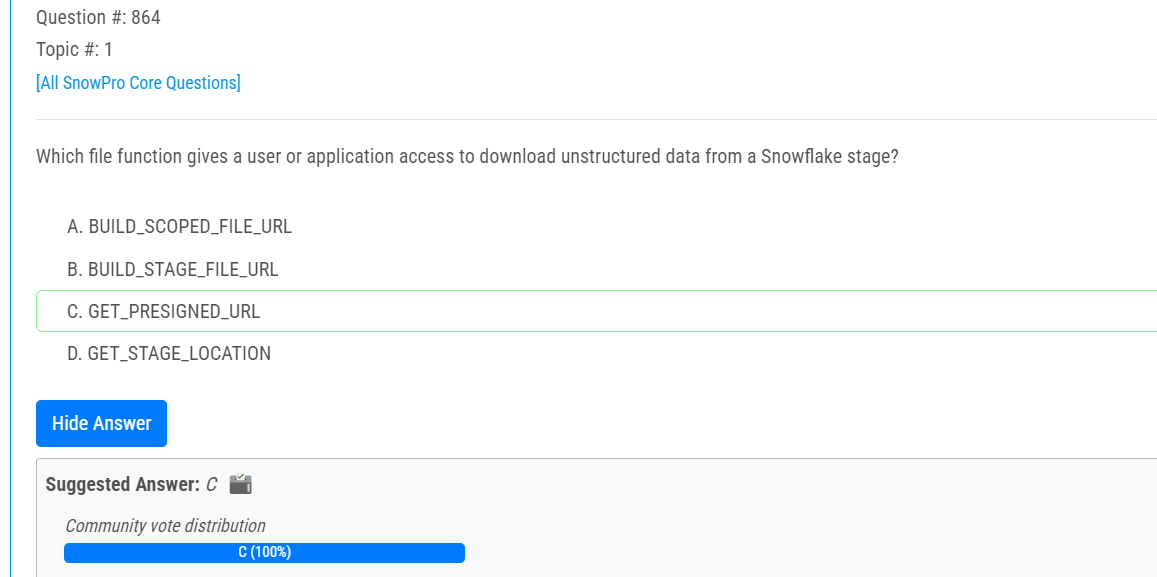 Question #: 864
Topic #: 1
[All SnowPro Core Questions]
Which file function gives a user or application access to download unstructured data from a Snowflake stage?
A. BUILD_SCOPED_FILE_URL
B. BUILD_STAGE_FILE_URL
C. GET_PRESIGNED_URL
D. GET_STAGE_LOCATION
Hide Answer
Suggested Answer: C
Community vote distribution
C (100%)